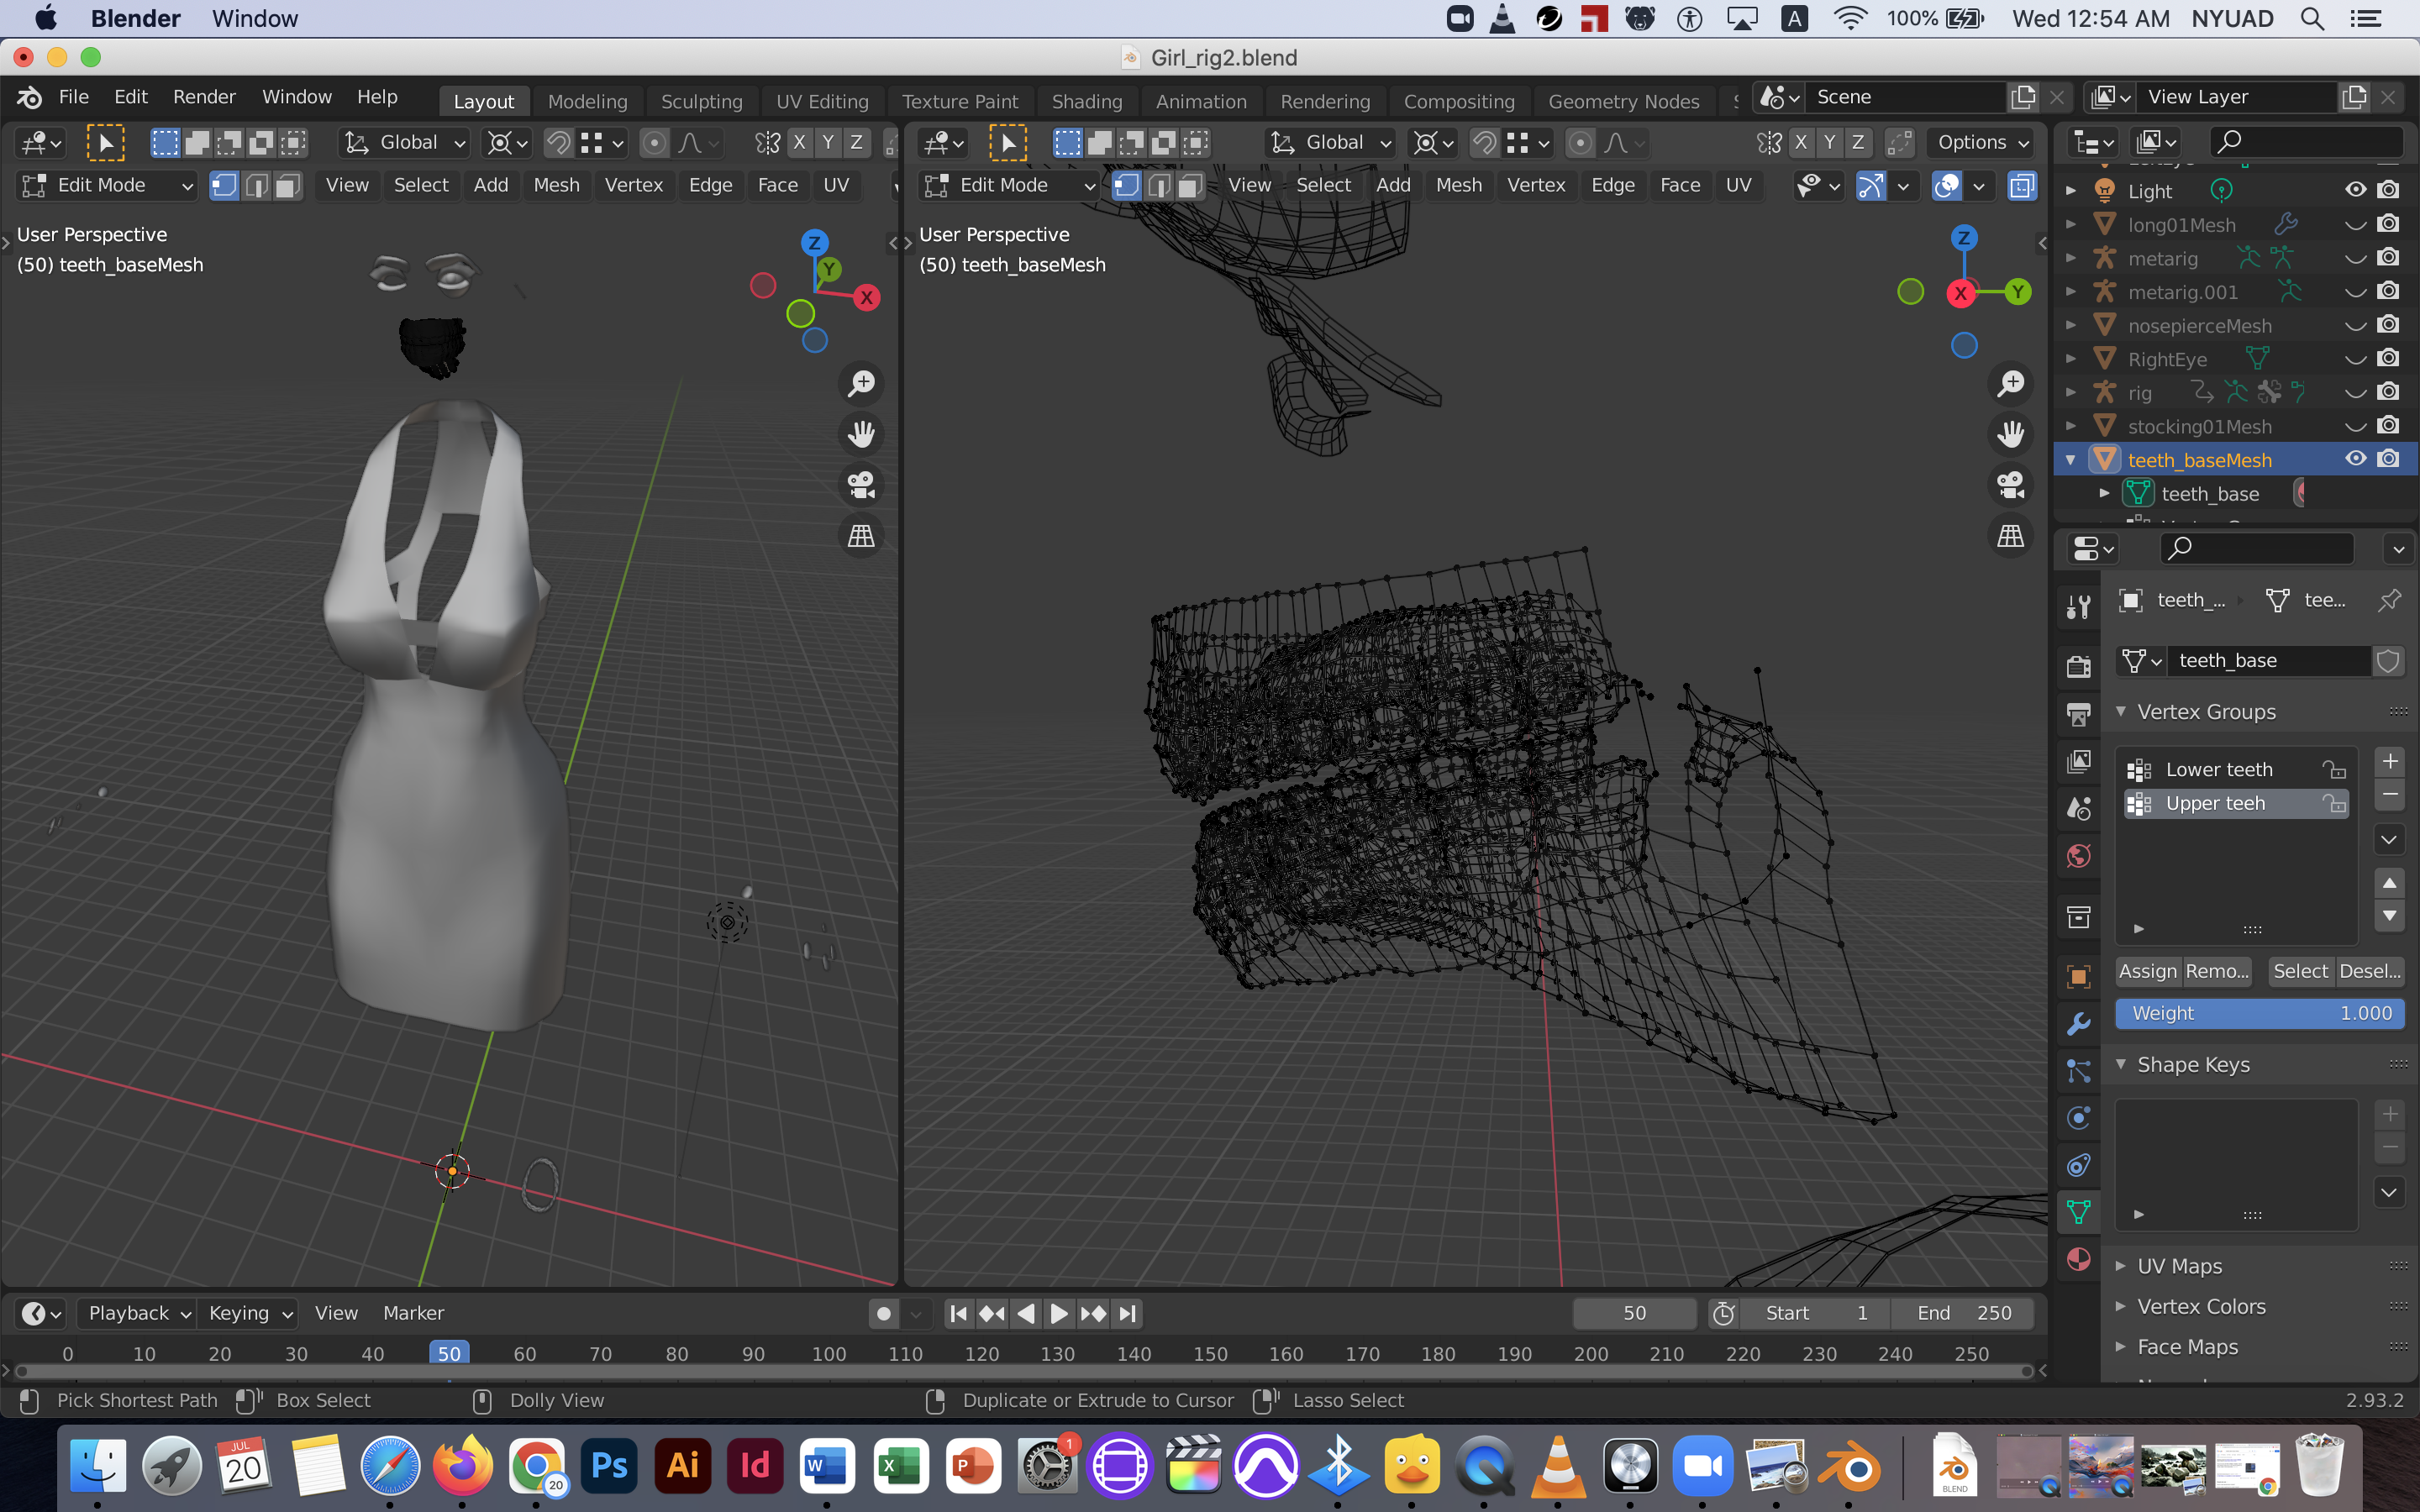 Blender Window 100% Wed 12:54 AM NYUAD
Girl_rig2.blend
File Edit Render Window Help Layout Modeling Sculpting UV Editing Texture Paint Shading Animation Rendering Compositing Geometry Nodes Scene View Layer
Global X Y Z Global X Y Z Options
Edit Mode View Select Add Mesh Vertex Edge Face UV Edit Mode View Select Add Mesh Vertex Edge Face UV
User Perspective
(50) teeth_baseMesh
Z
Y
X
User Perspective
(50) teeth_baseMesh
Z
X
Y
Light
long01Mesh
metarig
metarig.001
nosepierceMesh
RightEye
rig
stocking01Mesh
teeth_baseMesh
teeth_base
teeth_... tee...
teeth_base
Vertex Groups
Lower teeth
Upper teeh
Assign Remo... Select Desel...
Weight 1.000
Shape Keys
UV Maps
Vertex Colors
Face Maps
Playback Keying View Marker 50 Start 1 End 250
0 10 20 30 40 50 60 70 80 90 100 110 120 130 140 150 160 170 180 190 200 210 220 230 240 250
Pick Shortest Path Box Select Dolly View Duplicate or Extrude to Cursor Lasso Select 2.93.2
JUL
20
20
Ps
Ai
Id
W
X
P
1
BLEND